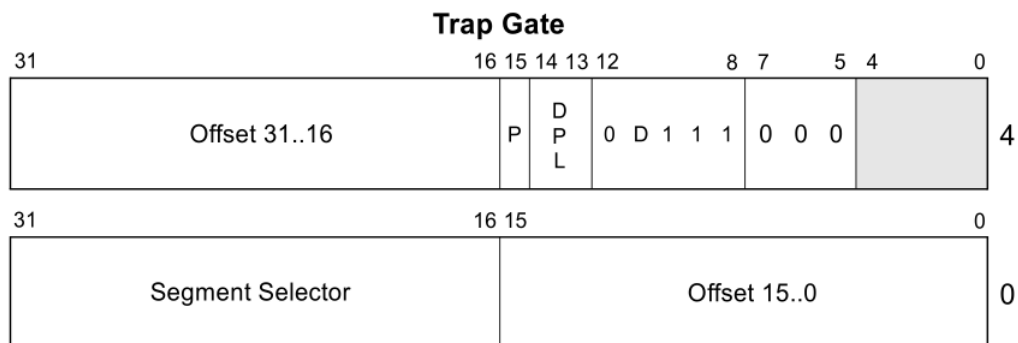 Trap Gate
31 16 15 14 13 12 8 7 5 4 0
Offset 31..16 P D P L 0 D 1 1 1 0 0 0 4
31 16 15 0
Segment Selector Offset 15..0 0